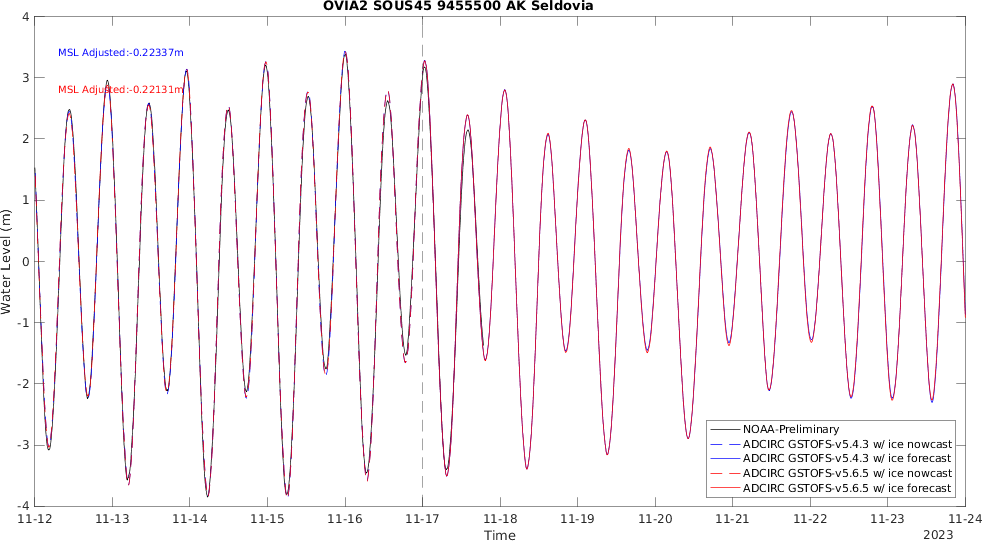 OVIA2 SOUS45 9455500 AK Seldovia
MSL Adjusted:-0.22337m
MSL Adjusted:-0.22131m
Water Level (m)
4
3
2
1
0
-1
-2
-3
-4
NOAA-Preliminary
ADCIRC GSTOFS-v5.4.3 w/ ice nowcast
ADCIRC GSTOFS-v5.4.3 w/ ice forecast
ADCIRC GSTOFS-v5.6.5 w/ ice nowcast
ADCIRC GSTOFS-v5.6.5 w/ ice forecast
11-12 11-13 11-14 11-15 11-16 11-17 11-18 11-19 11-20 11-21 11-22 11-23 11-24
Time
2023